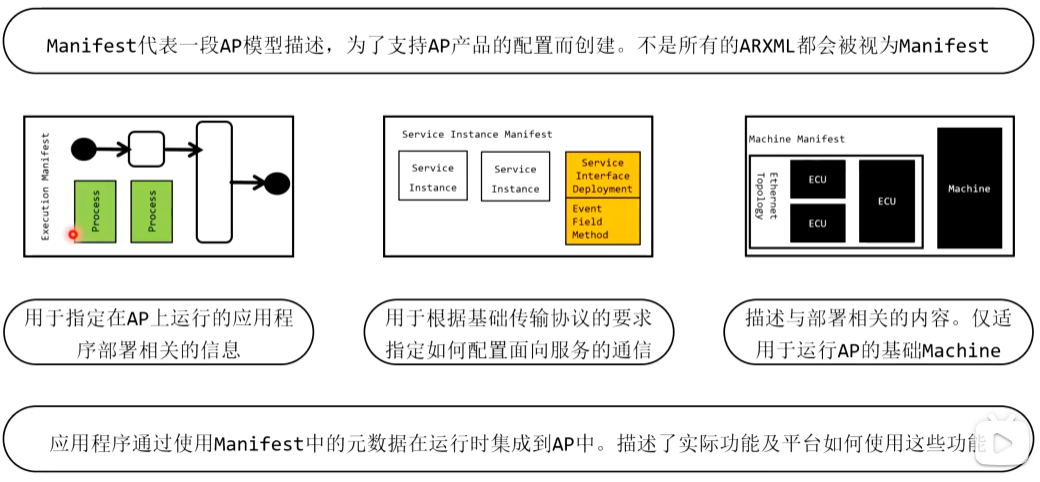 Manifest代表一段AP模型描述，为了支持AP产品的配置而创建。不是所有的ARXML都会被视为Manifest
Execution Manifest
Process
Process
Service Instance Manifest
Service
Instance
Service
Instance
Service
Interface
Deployment
Event
Field
Method
Machine Manifest
Ethernet
Topology
ECU
ECU
ECU
Machine
用于指定在AP上运行的应用程
序部署相关的信息
用于根据基础传输协议的要求
指定如何配置面向服务的通信
描述与部署相关的内容。仅适
用于运行AP的基础Machine
应用程序通过使用Manifest中的元数据在运行时集成到AP中。描述了实际功能及平台如何使用这些功能